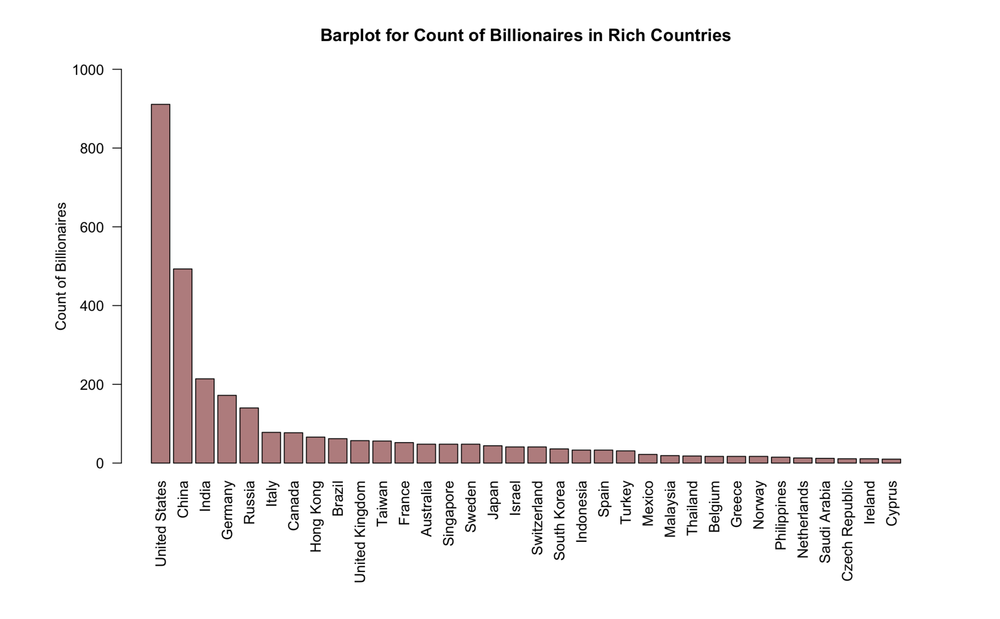 Barplot for Count of Billionaires in Rich Countries
Count of Billionaires
1000
800
600
400
200
0
United States
China
India
Germany
Russia
Italy
Canada
Hong Kong
Brazil
United Kingdom
Taiwan
France
Australia
Singapore
Sweden
Japan
Israel
Switzerland
South Korea
Indonesia
Spain
Turkey
Mexico
Malaysia
Thailand
Belgium
Greece
Norway
Philippines
Netherlands
Saudi Arabia
Czech Republic
Ireland
Cyprus